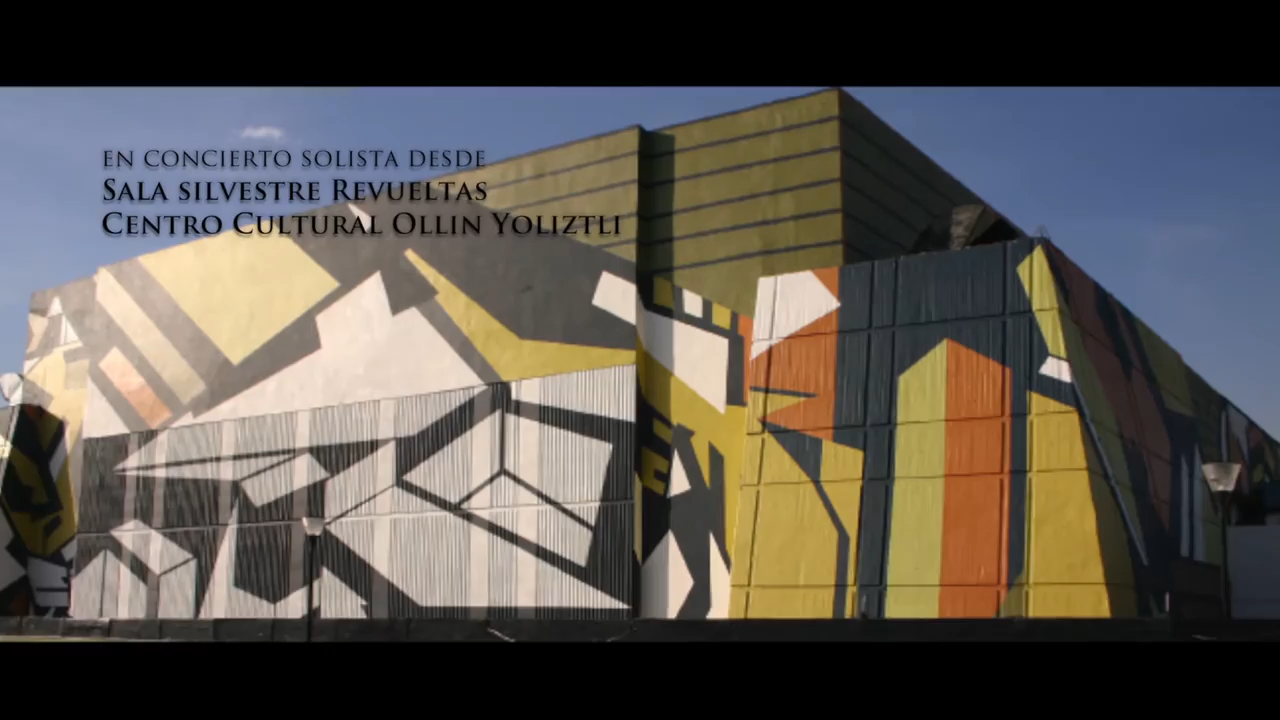 EN CONCIERTO SOLISTA DESDE
SALA SILVESTRE REVUELTAS
CENTRO CULTURAL OLLIN YOLIZTLI